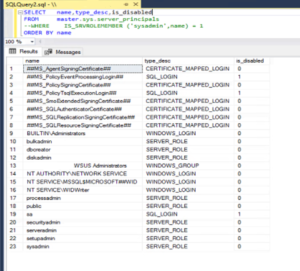 SQLQuery2.sql
SELECT name,type_desc,is_disabled
FROM master.sys.server_principals
--WHERE IS_SRVROLEMEMBER ('sysadmin',name) = 1
ORDER BY name
Results Messages
name type_desc is_disabled
1 ##MS_AgentSigningCertificate## CERTIFICATE_MAPPED_LOGIN 0
2 ##MS_PolicyEventProcessingLogin## SQL_LOGIN 1
3 ##MS_PolicySigningCertificate## CERTIFICATE_MAPPED_LOGIN 0
4 ##MS_PolicyTsqlExecutionLogin## SQL_LOGIN 1
5 ##MS_SmoExtendedSigningCertificate## CERTIFICATE_MAPPED_LOGIN 0
6 ##MS_SQLAuthenticatorCertificate## CERTIFICATE_MAPPED_LOGIN 0
7 ##MS_SQLReplicationSigningCertificate## CERTIFICATE_MAPPED_LOGIN 0
8 ##MS_SQLResourceSigningCertificate## CERTIFICATE_MAPPED_LOGIN 0
9 BUILTIN\Administrators WINDOWS_LOGIN 0
10 bulkadmin SERVER_ROLE 0
11 dbcreator SERVER_ROLE 0
12 diskadmin SERVER_ROLE 0
13 WSUS Administrators WINDOWS_GROUP 0
14 NT AUTHORITY\NETWORK SERVICE WINDOWS_LOGIN 0
15 NT SERVICE\MSSQL$MICROSOFT##WID WINDOWS_LOGIN 0
16 NT SERVICE\WIDWriter WINDOWS_LOGIN 0
17 processadmin SERVER_ROLE 0
18 public SERVER_ROLE 0
19 sa SQL_LOGIN 1
20 securityadmin SERVER_ROLE 0
21 serveradmin SERVER_ROLE 0
22 setupadmin SERVER_ROLE 0
23 sysadmin SERVER_ROLE 0